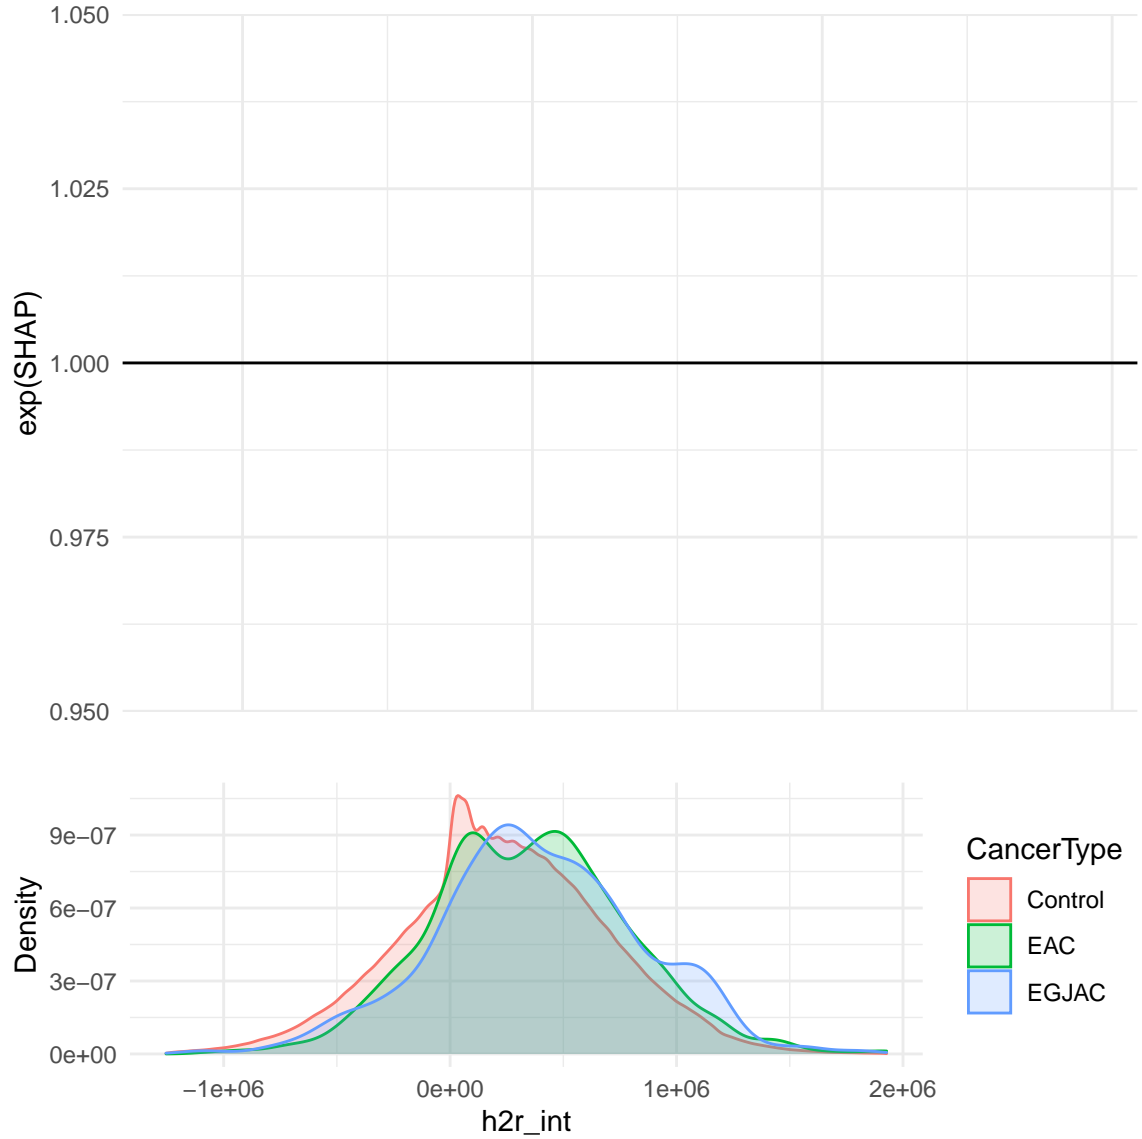 1.050
1.025
1.000
0.975
0.950
exp(SHAP)
9e−07
6e−07
3e−07
0e+00
Density
−1e+06 0e+00 1e+06 2e+06
h2r_int
CancerType
Control
EAC
EGJAC